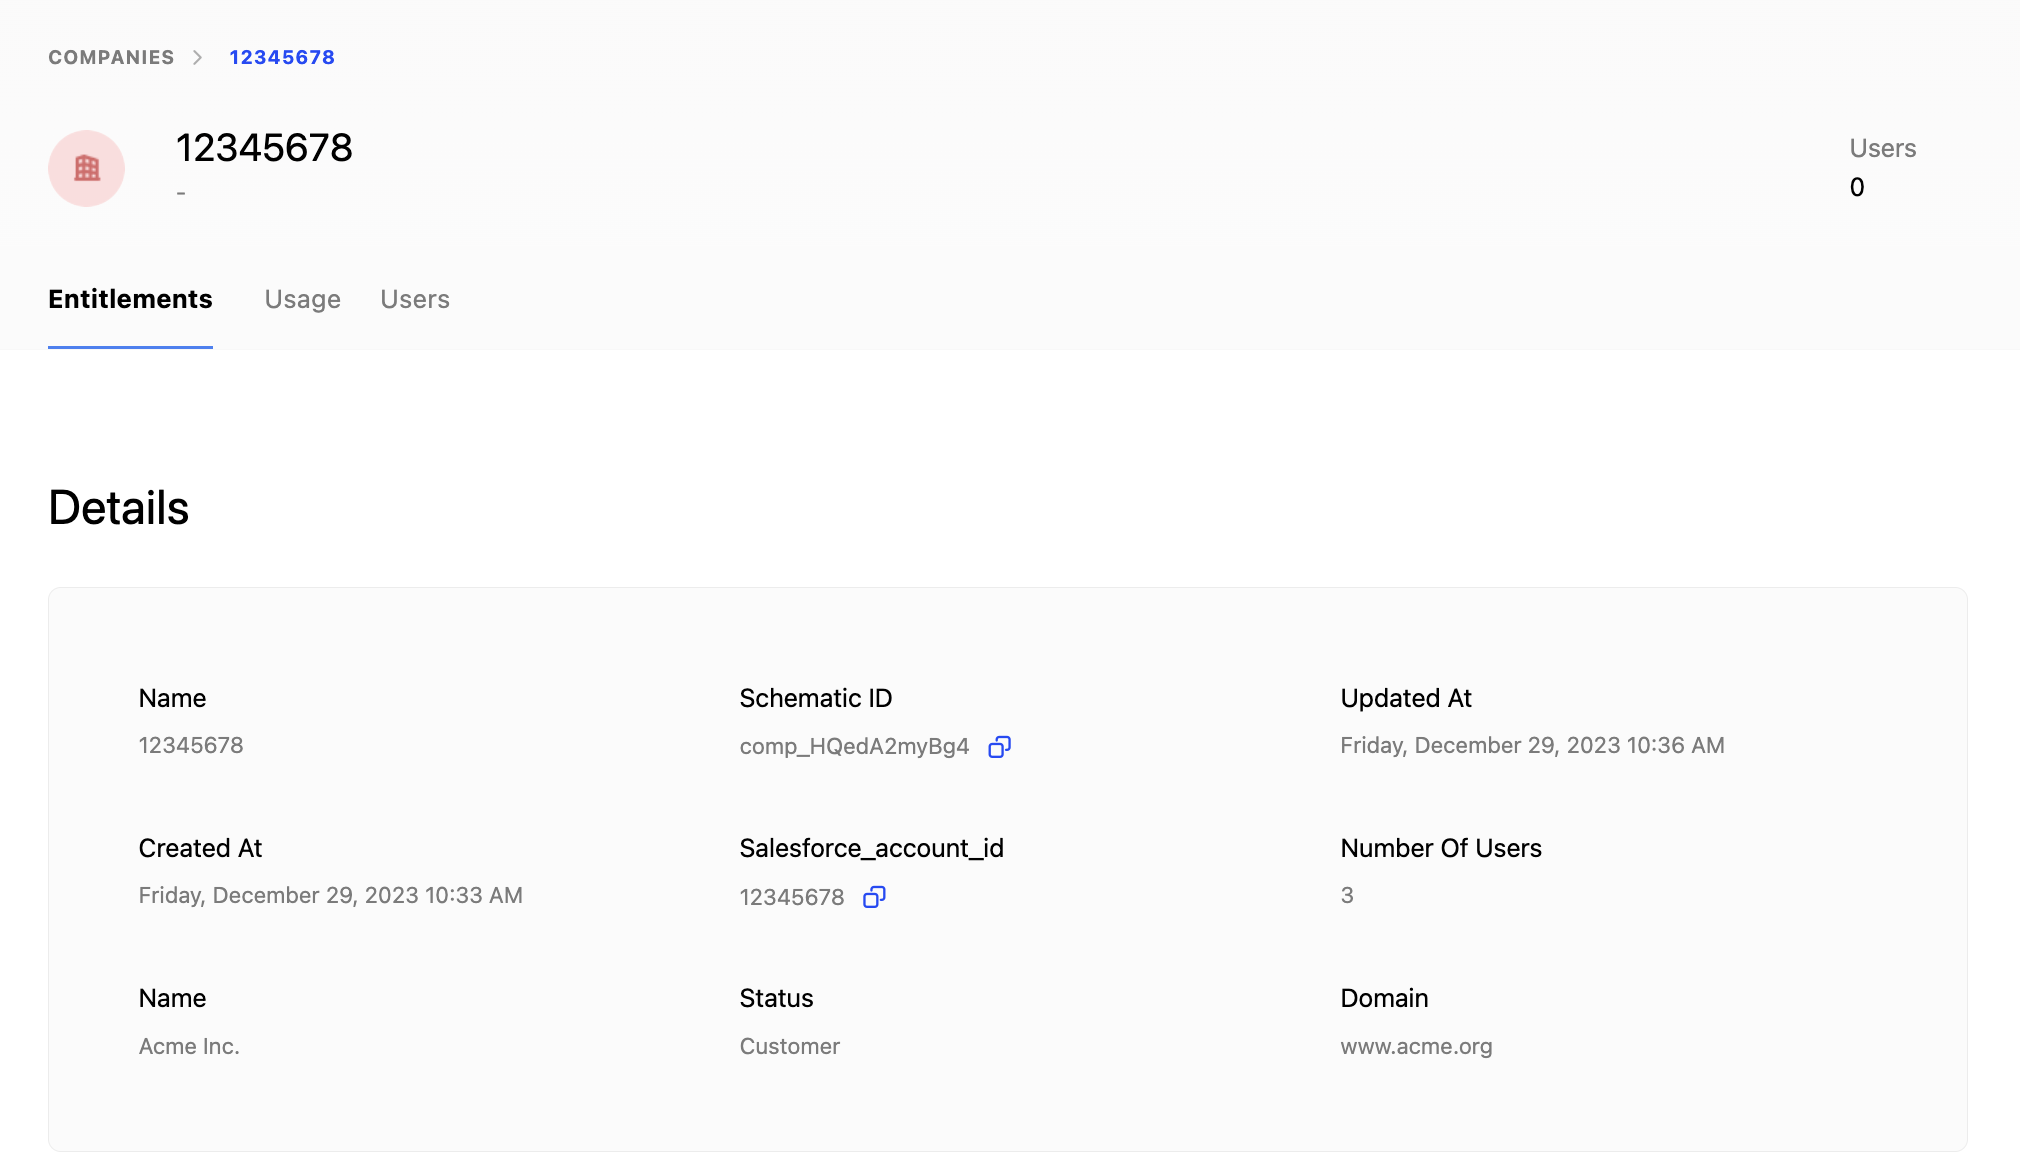 COMPANIES > 12345678
12345678
-
Users
0
Entitlements Usage Users
Details
Name Schematic ID Updated At
12345678 comp_HQedA2myBg4 Friday, December 29, 2023 10:36 AM
Created At Salesforce_account_id Number Of Users
Friday, December 29, 2023 10:33 AM 12345678 3
Name Status Domain
Acme Inc. Customer www.acme.org